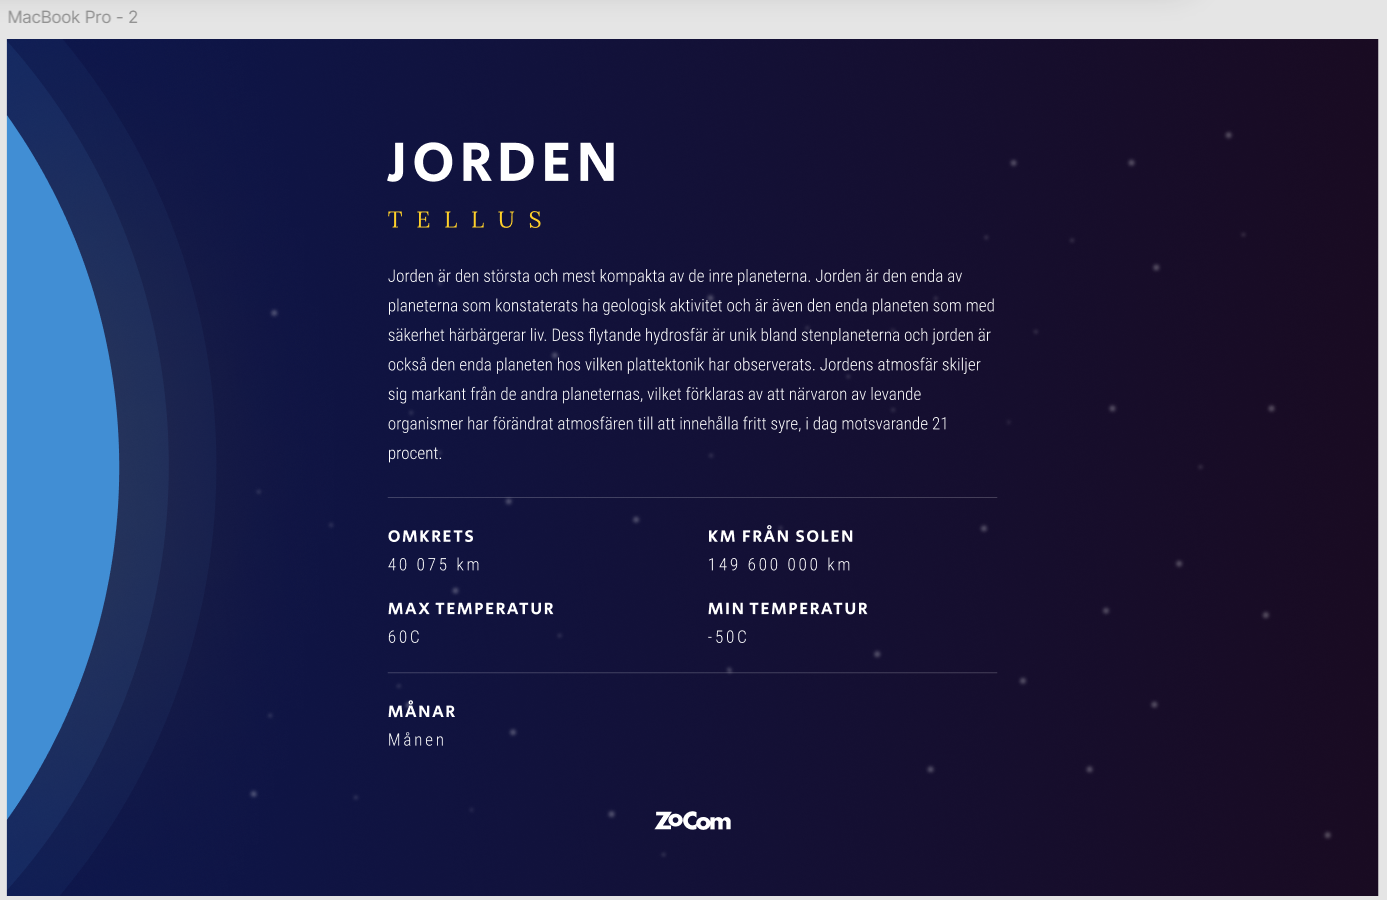 MacBook Pro - 2
JORDEN
TELLUS
Jorden är den största och mest kompakta av de inre planeterna. Jorden är den enda av
planeterna som konstaterats ha geologisk aktivitet och är även den enda planeten som med
säkerhet härbärgerar liv. Dess flytande hydrosfär är unik bland stenplaneterna och jorden är
också den enda planeten hos vilken plattektonik har observerats. Jordens atmosfär skiljer
sig markant från de andra planeternas, vilket förklaras av att närvaron av levande
organismer har förändrat atmosfären till att innehålla fritt syre, i dag motsvarande 21
procent.
OMKRETS
40 075 km
KM FRÅN SOLEN
149 600 000 km
MAX TEMPERATUR
60C
MIN TEMPERATUR
-50C
MÅNAR
Månen
ZoCom